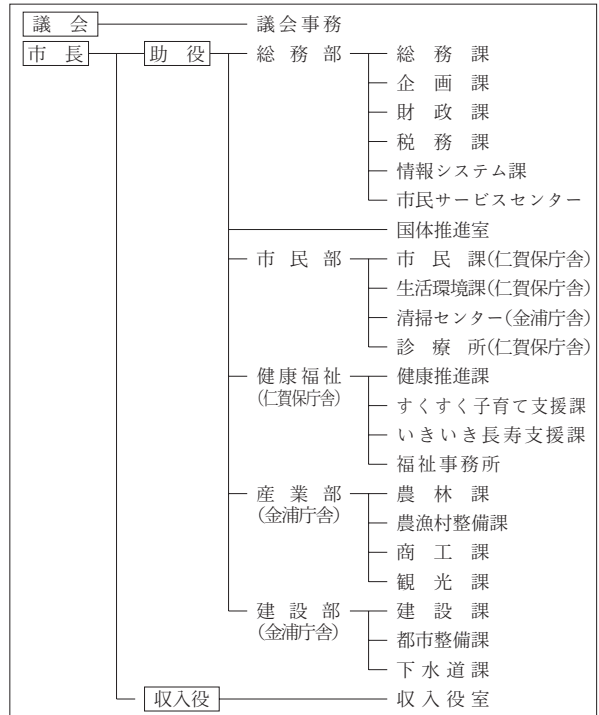 議会 議会事務
市長 助役 総務部 総務課
企画課
財政課
税務課
情報システム課
市民サービスセンター
国体推進室
市民部 市民課(仁賀保庁舎)
生活環境課(仁賀保庁舎)
清掃センター(金浦庁舎)
診療所(仁賀保庁舎)
健康福祉 健康推進課
(仁賀保庁舎)
すくすく子育て支援課
いきいき長寿支援課
福祉事務所
産業部 農林課
(金浦庁舎)
農漁村整備課
商工課
観光課
建設部 建設課
(金浦庁舎)
都市整備課
下水道課
収入役 収入役室